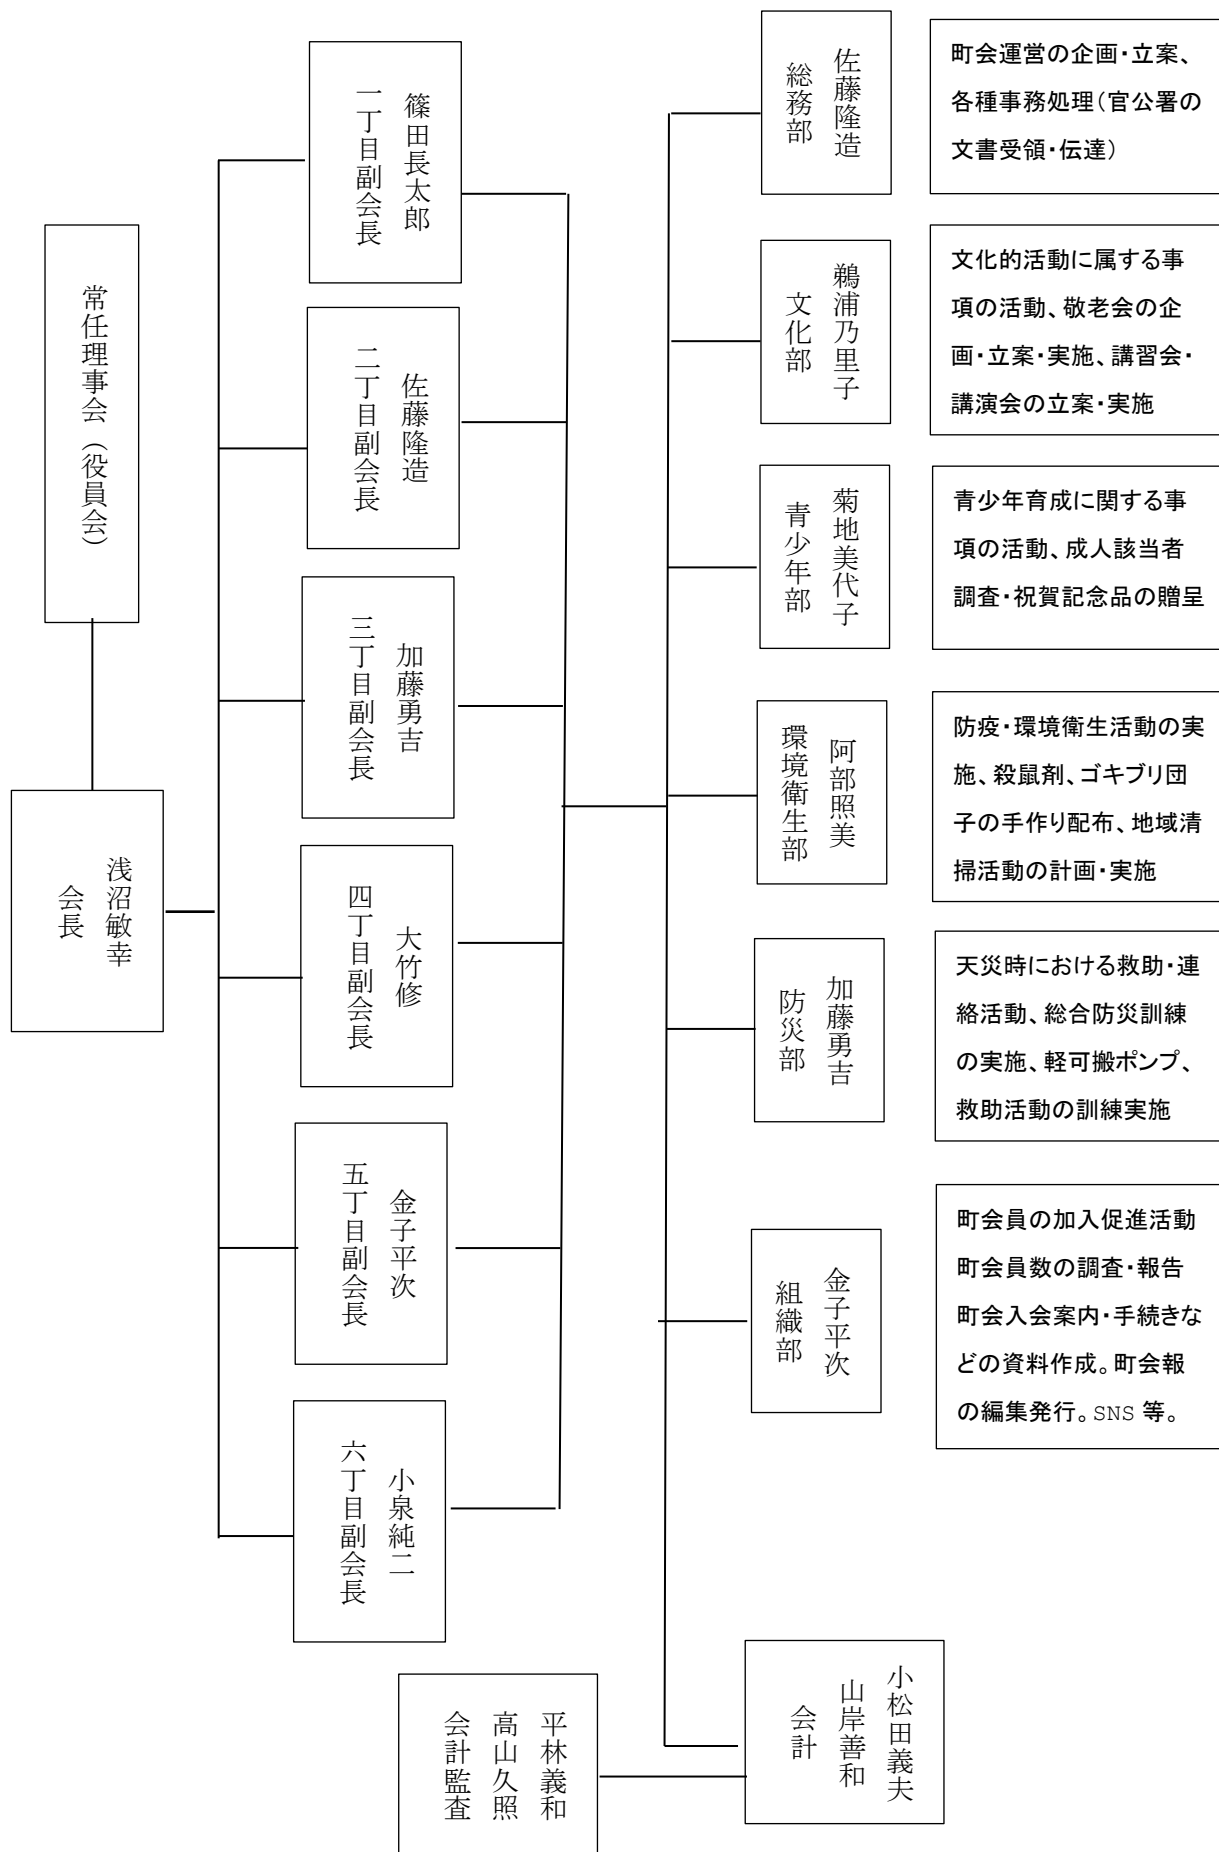 常任理事会（役員会）
浅沼敏幸
会長
篠田長太郎
一丁目副会長
佐藤隆造
二丁目副会長
加藤勇吉
三丁目副会長
大竹修
四丁目副会長
金子平次
五丁目副会長
小泉純二
六丁目副会長
佐藤隆造
総務部
町会運営の企画・立案、
各種事務処理（官公署の
文書受領・伝達）
鵜浦乃里子
文化部
文化的活動に属する事
項の活動、敬老会の企
画・立案・実施、講習会・
講演会の立案・実施
菊地美代子
青少年部
青少年育成に関する事
項の活動、成人該当者
調査・祝賀記念品の贈呈
阿部照美
環境衛生部
防疫・環境衛生活動の実
施、殺鼠剤、ゴキブリ団
子の手作り配布、地域清
掃活動の計画・実施
加藤勇吉
防災部
天災時における救助・連
絡活動、総合防災訓練
の実施、軽可搬ポンプ、
救助活動の訓練実施
金子平次
組織部
町会員の加入促進活動
町会員数の調査・報告
町会入会案内・手続きな
どの資料作成。町会報
の編集発行。SNS 等。
小松田義夫
山岸善和
会計
平林義和
高山久照
会計監査